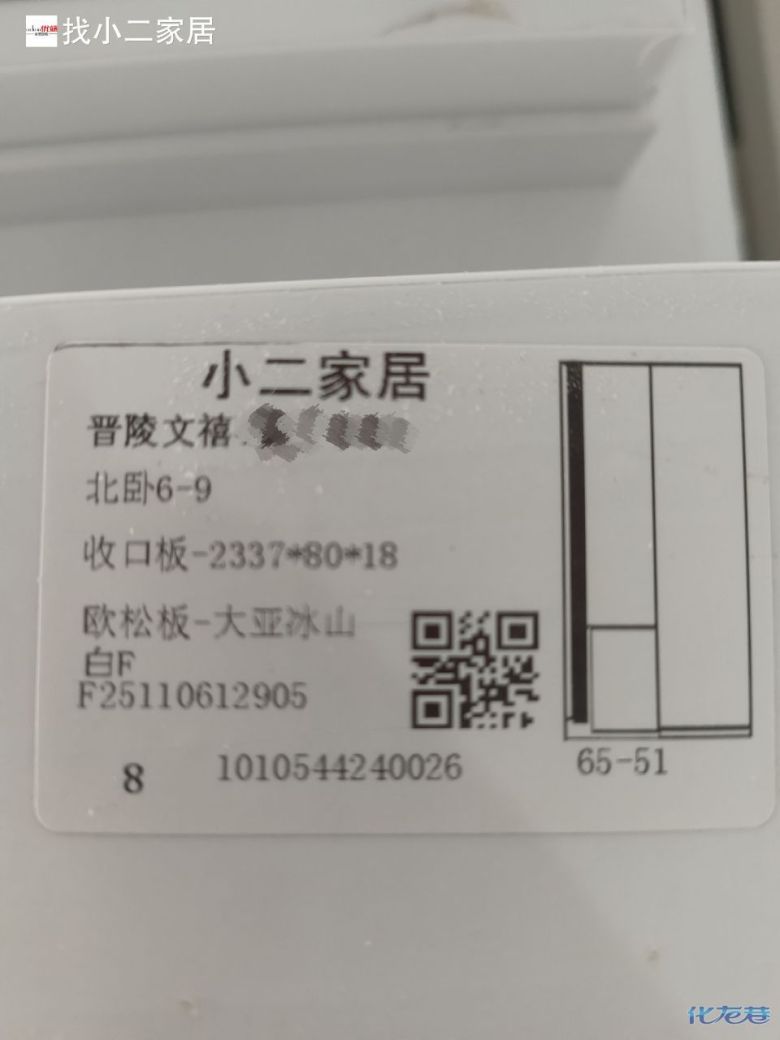 找小二家居
小二家居
晋陵文禧
北卧6-9
收口板-2337*80*18
欧松板-大亚冰山
白F
F25110612905
8 1010544240026
65-51
化龙巷